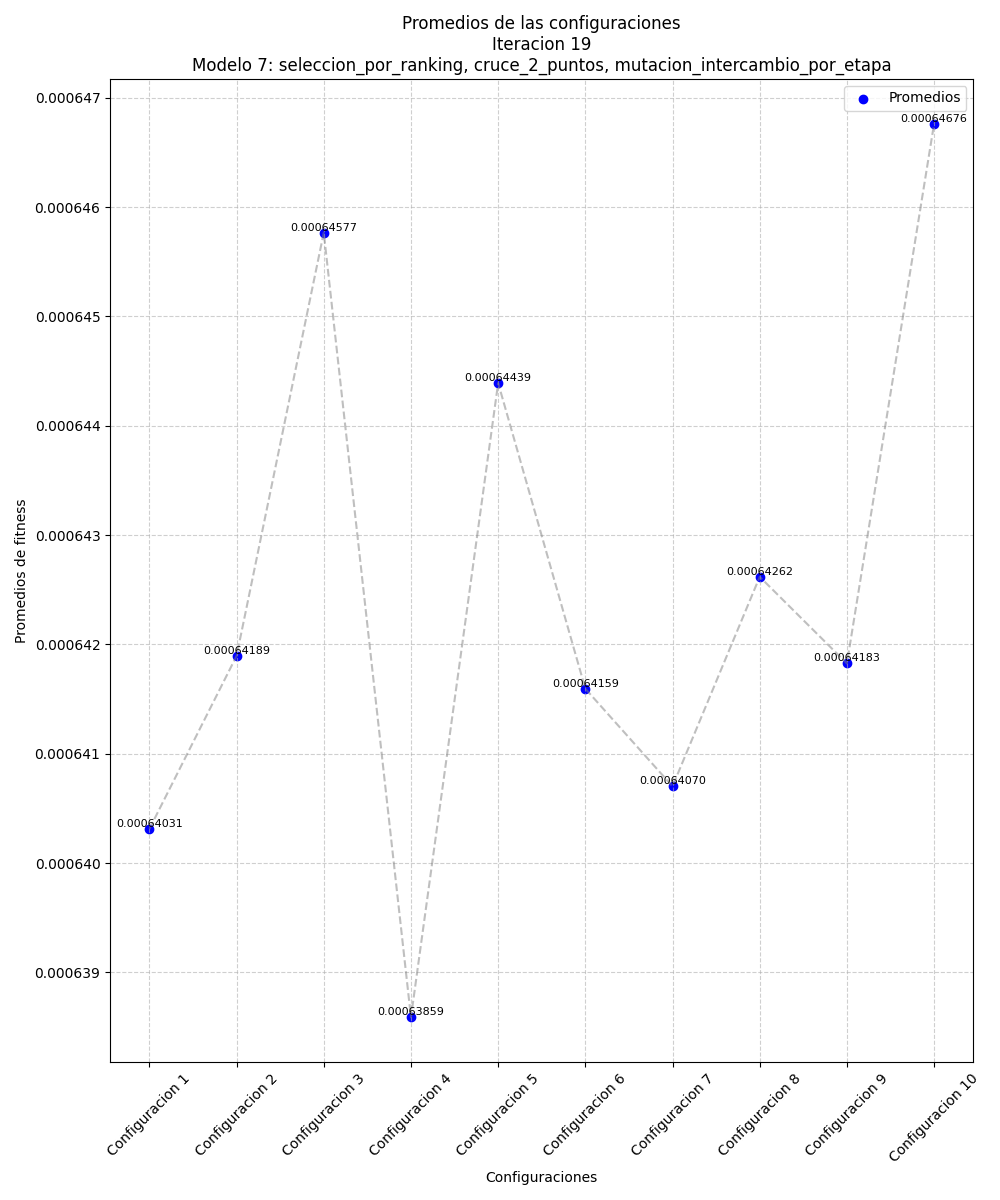 Promedios de las configuraciones
Iteracion 19
Modelo 7: seleccion_por_ranking, cruce_2_puntos, mutacion_intercambio_por_etapa
Promedios
0.000647
0.000646
0.000645
0.000644
0.000643
0.000642
0.000641
0.000640
0.000639
Promedios de fitness
0.00064031
0.00064189
0.00064577
0.00063859
0.00064439
0.00064159
0.00064070
0.00064262
0.00064183
0.00064676
Configuracion 1
Configuracion 2
Configuracion 3
Configuracion 4
Configuracion 5
Configuracion 6
Configuracion 7
Configuracion 8
Configuracion 9
Configuracion 10
Configuraciones